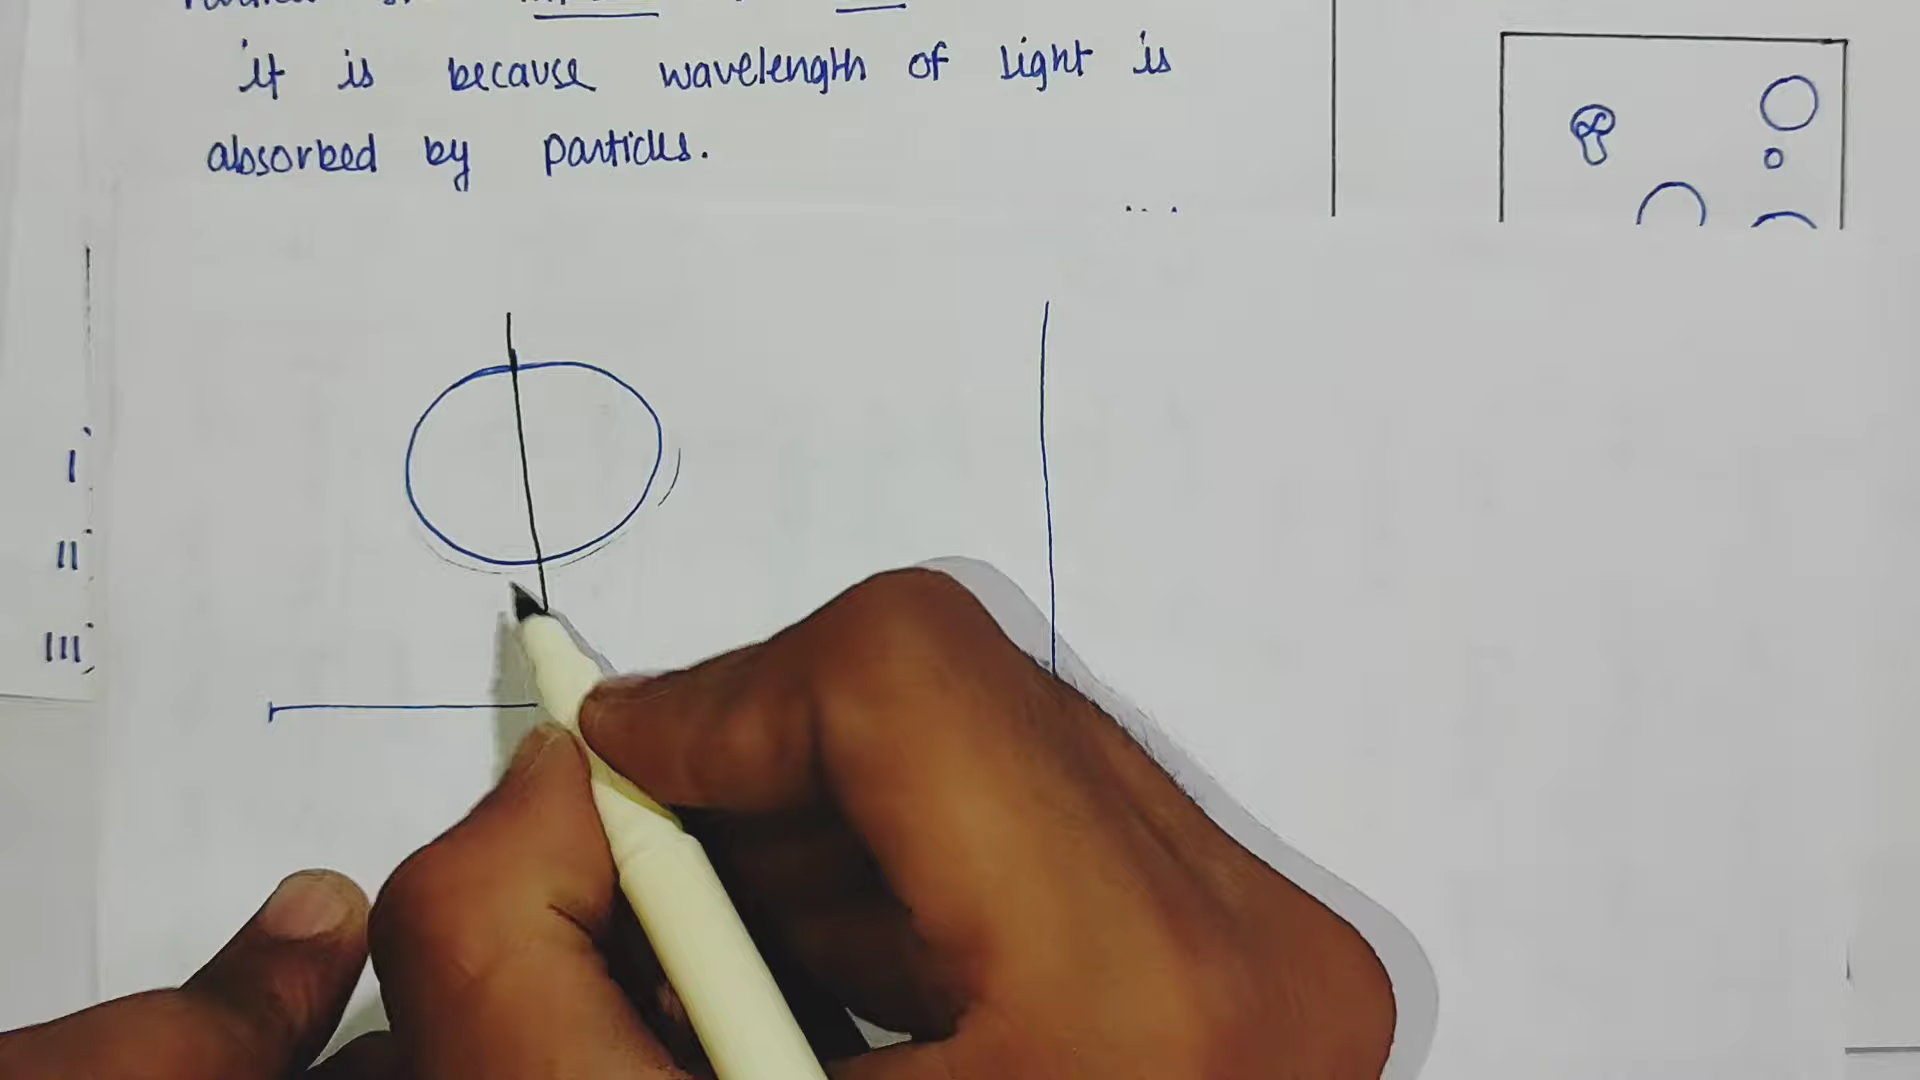 it is because wavelength of light is
absorbed by particles.
...
I
II
III)